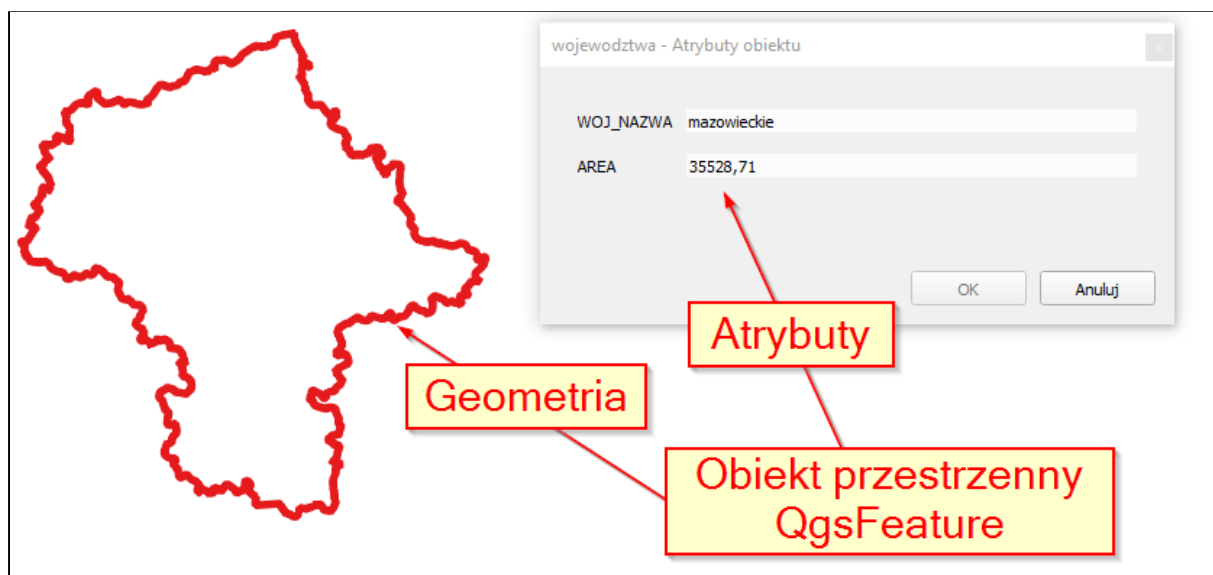 wojewodztwa - Atrybuty obiektu
x
WOJ_NAZWA mazowieckie
AREA 35528,71
OK Anuluj
Atrybuty
Geometria
Obiekt przestrzenny
QgsFeature